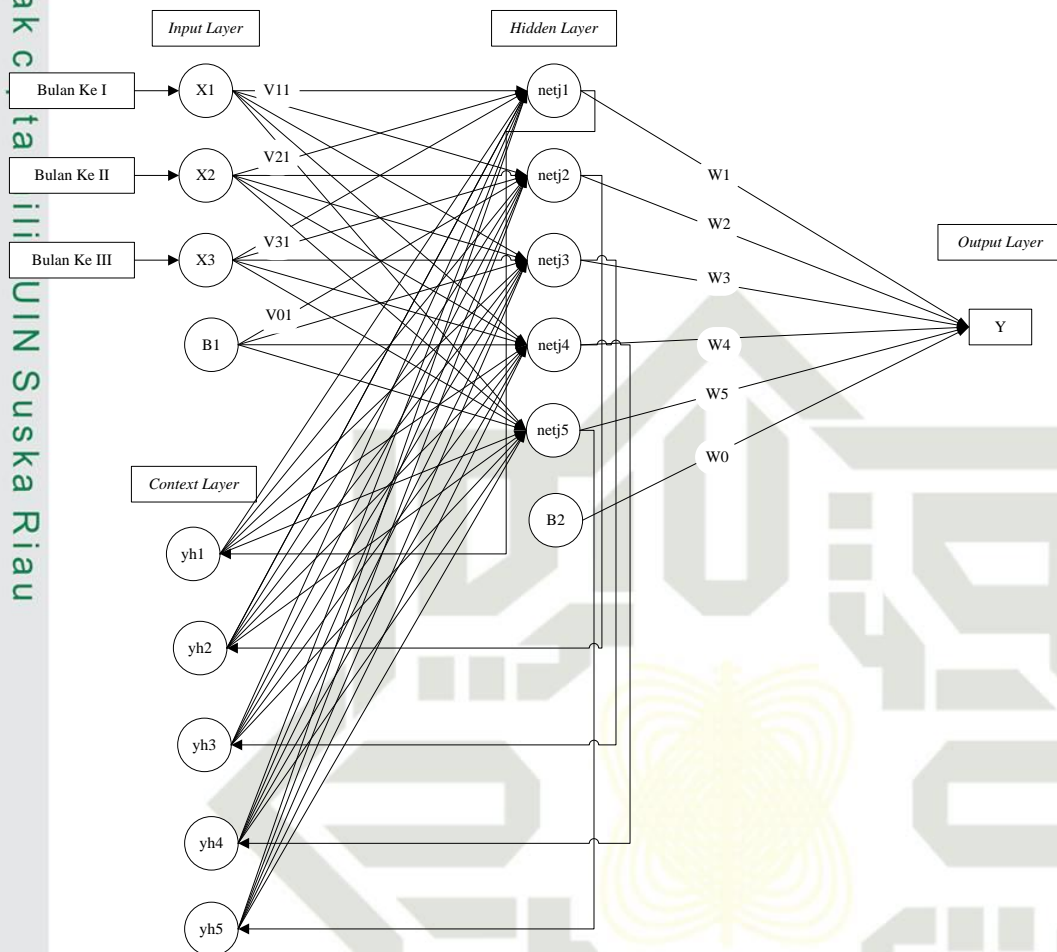 Input Layer
Hidden Layer
Bulan Ke I
X1
V11
netj1
Bulan Ke II
X2
V21
netj2
W1
W2
Bulan Ke III
X3
V31
netj3
W3
Output Layer
B1
V01
netj4
W4
Y
netj5
W5
W0
Context Layer
B2
yh1
yh2
yh3
yh4
yh5
UIN Suska Riau